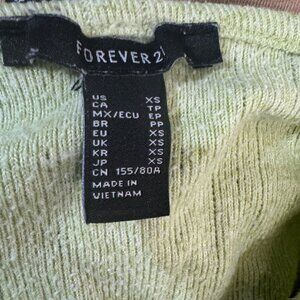 FOREVER 21
US XS
CA TP
MX/ECU EP
BR PP
EU XS
UK XS
KR XS
JP XS
CN 155/80A
MADE IN
VIETNAM